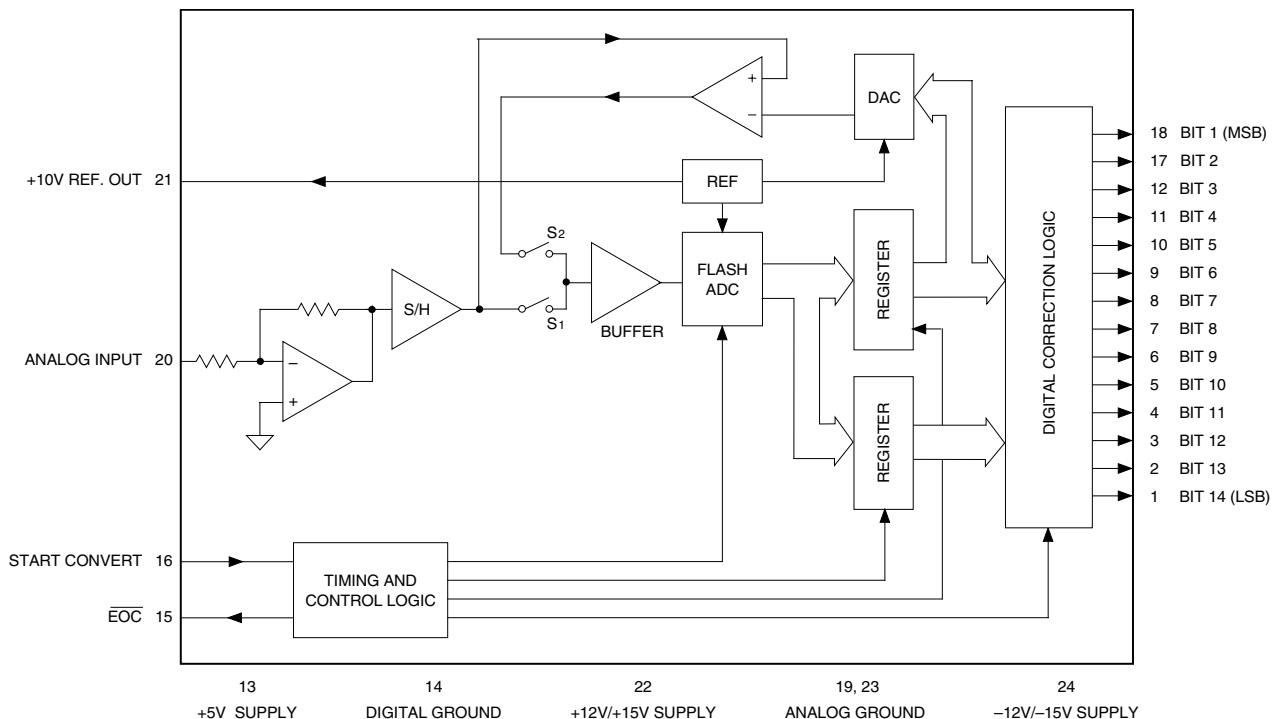 +
−
DAC
18 BIT 1 (MSB)
17 BIT 2
12 BIT 3
11 BIT 4
10 BIT 5
9 BIT 6
8 BIT 7
7 BIT 8
6 BIT 9
5 BIT 10
4 BIT 11
3 BIT 12
2 BIT 13
1 BIT 14 (LSB)
+10V REF. OUT 21
REF
S2
S1
BUFFER
FLASH
ADC
REGISTER
REGISTER
DIGITAL CORRECTION LOGIC
S/H
ANALOG INPUT 20
−
+
START CONVERT 16
EOC 15
TIMING AND
CONTROL LOGIC
13
+5V SUPPLY
14
DIGITAL GROUND
22
+12V/+15V SUPPLY
19, 23
ANALOG GROUND
24
–12V/–15V SUPPLY